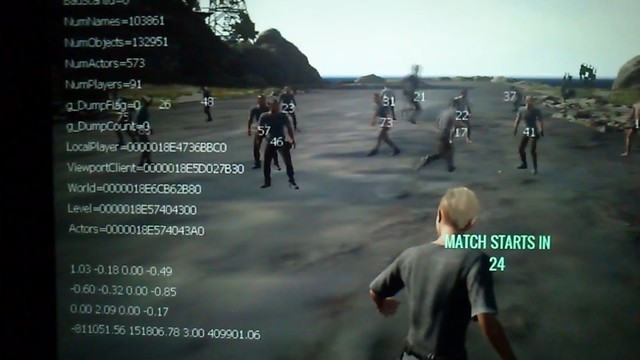 NumNames=103861
NumObjects=132951
NumActors=573
NumPlayers=91
g_DumpFlag=0
g_DumpCount=0
LocalPlayer=0000018E4736BBC0
ViewportClient=0000018E5D027B30
World=0000018E6CB62B80
Level=0000018E57404300
Actors=0000018E574043A0
1.03 -0.18 0.00 -0.49
-0.60 -0.32 0.00 -0.85
0.00 2.09 0.00 -0.17
-811051.56 151806.78 3.00 409901.06
26
48
23
57
46
31
21
73
22
17
37
41
MATCH STARTS IN
24